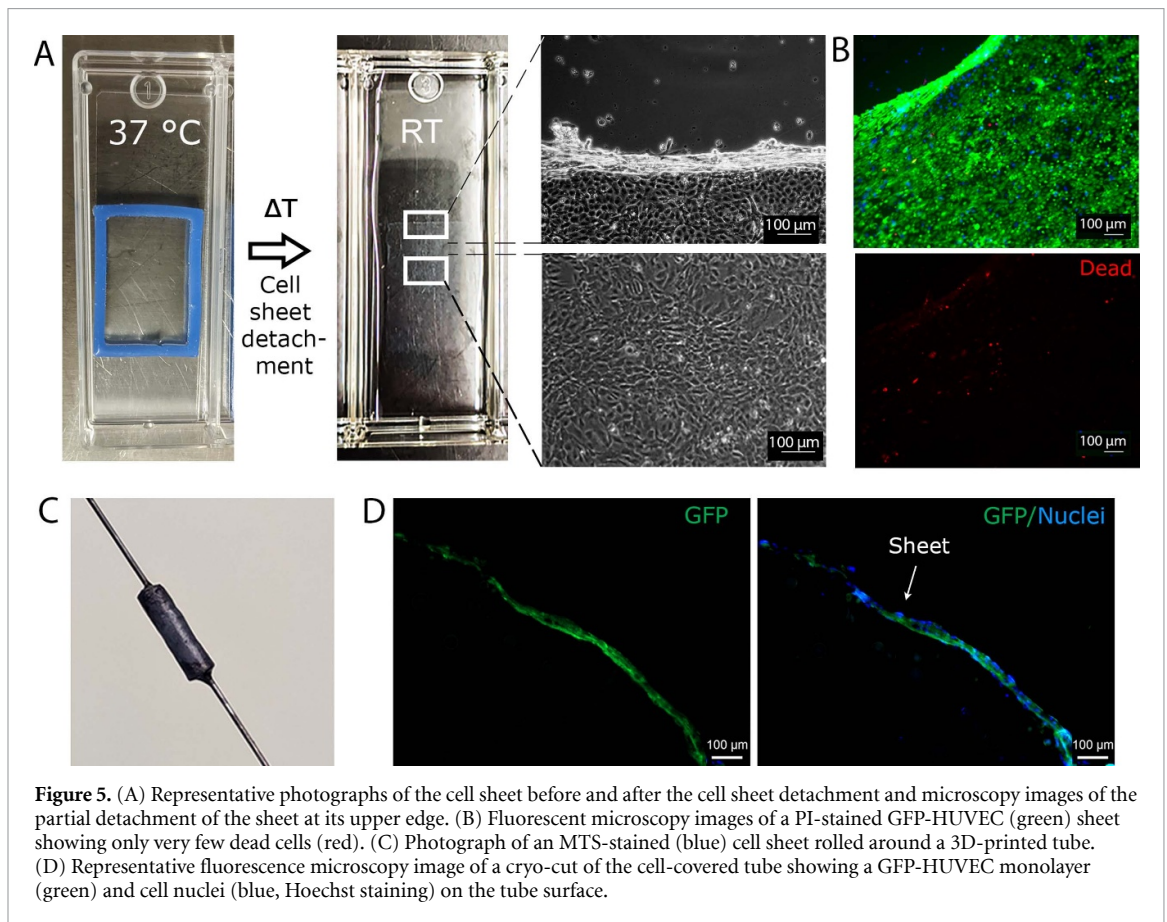 A
1
37 °C
ΔT
Cell
sheet
detach-
ment
3
RT
100 μm
100 μm
B
100 μm
Dead
100 μm
C
D
GFP
100 μm
GFP/Nuclei
Sheet
100 μm
Figure 5. (A) Representative photographs of the cell sheet before and after the cell sheet detachment and microscopy images of the
partial detachment of the sheet at its upper edge. (B) Fluorescent microscopy images of a PI-stained GFP-HUVEC (green) sheet
showing only very few dead cells (red). (C) Photograph of an MTS-stained (blue) cell sheet rolled around a 3D-printed tube.
(D) Representative fluorescence microscopy image of a cryo-cut of the cell-covered tube showing a GFP-HUVEC monolayer
(green) and cell nuclei (blue, Hoechst staining) on the tube surface.